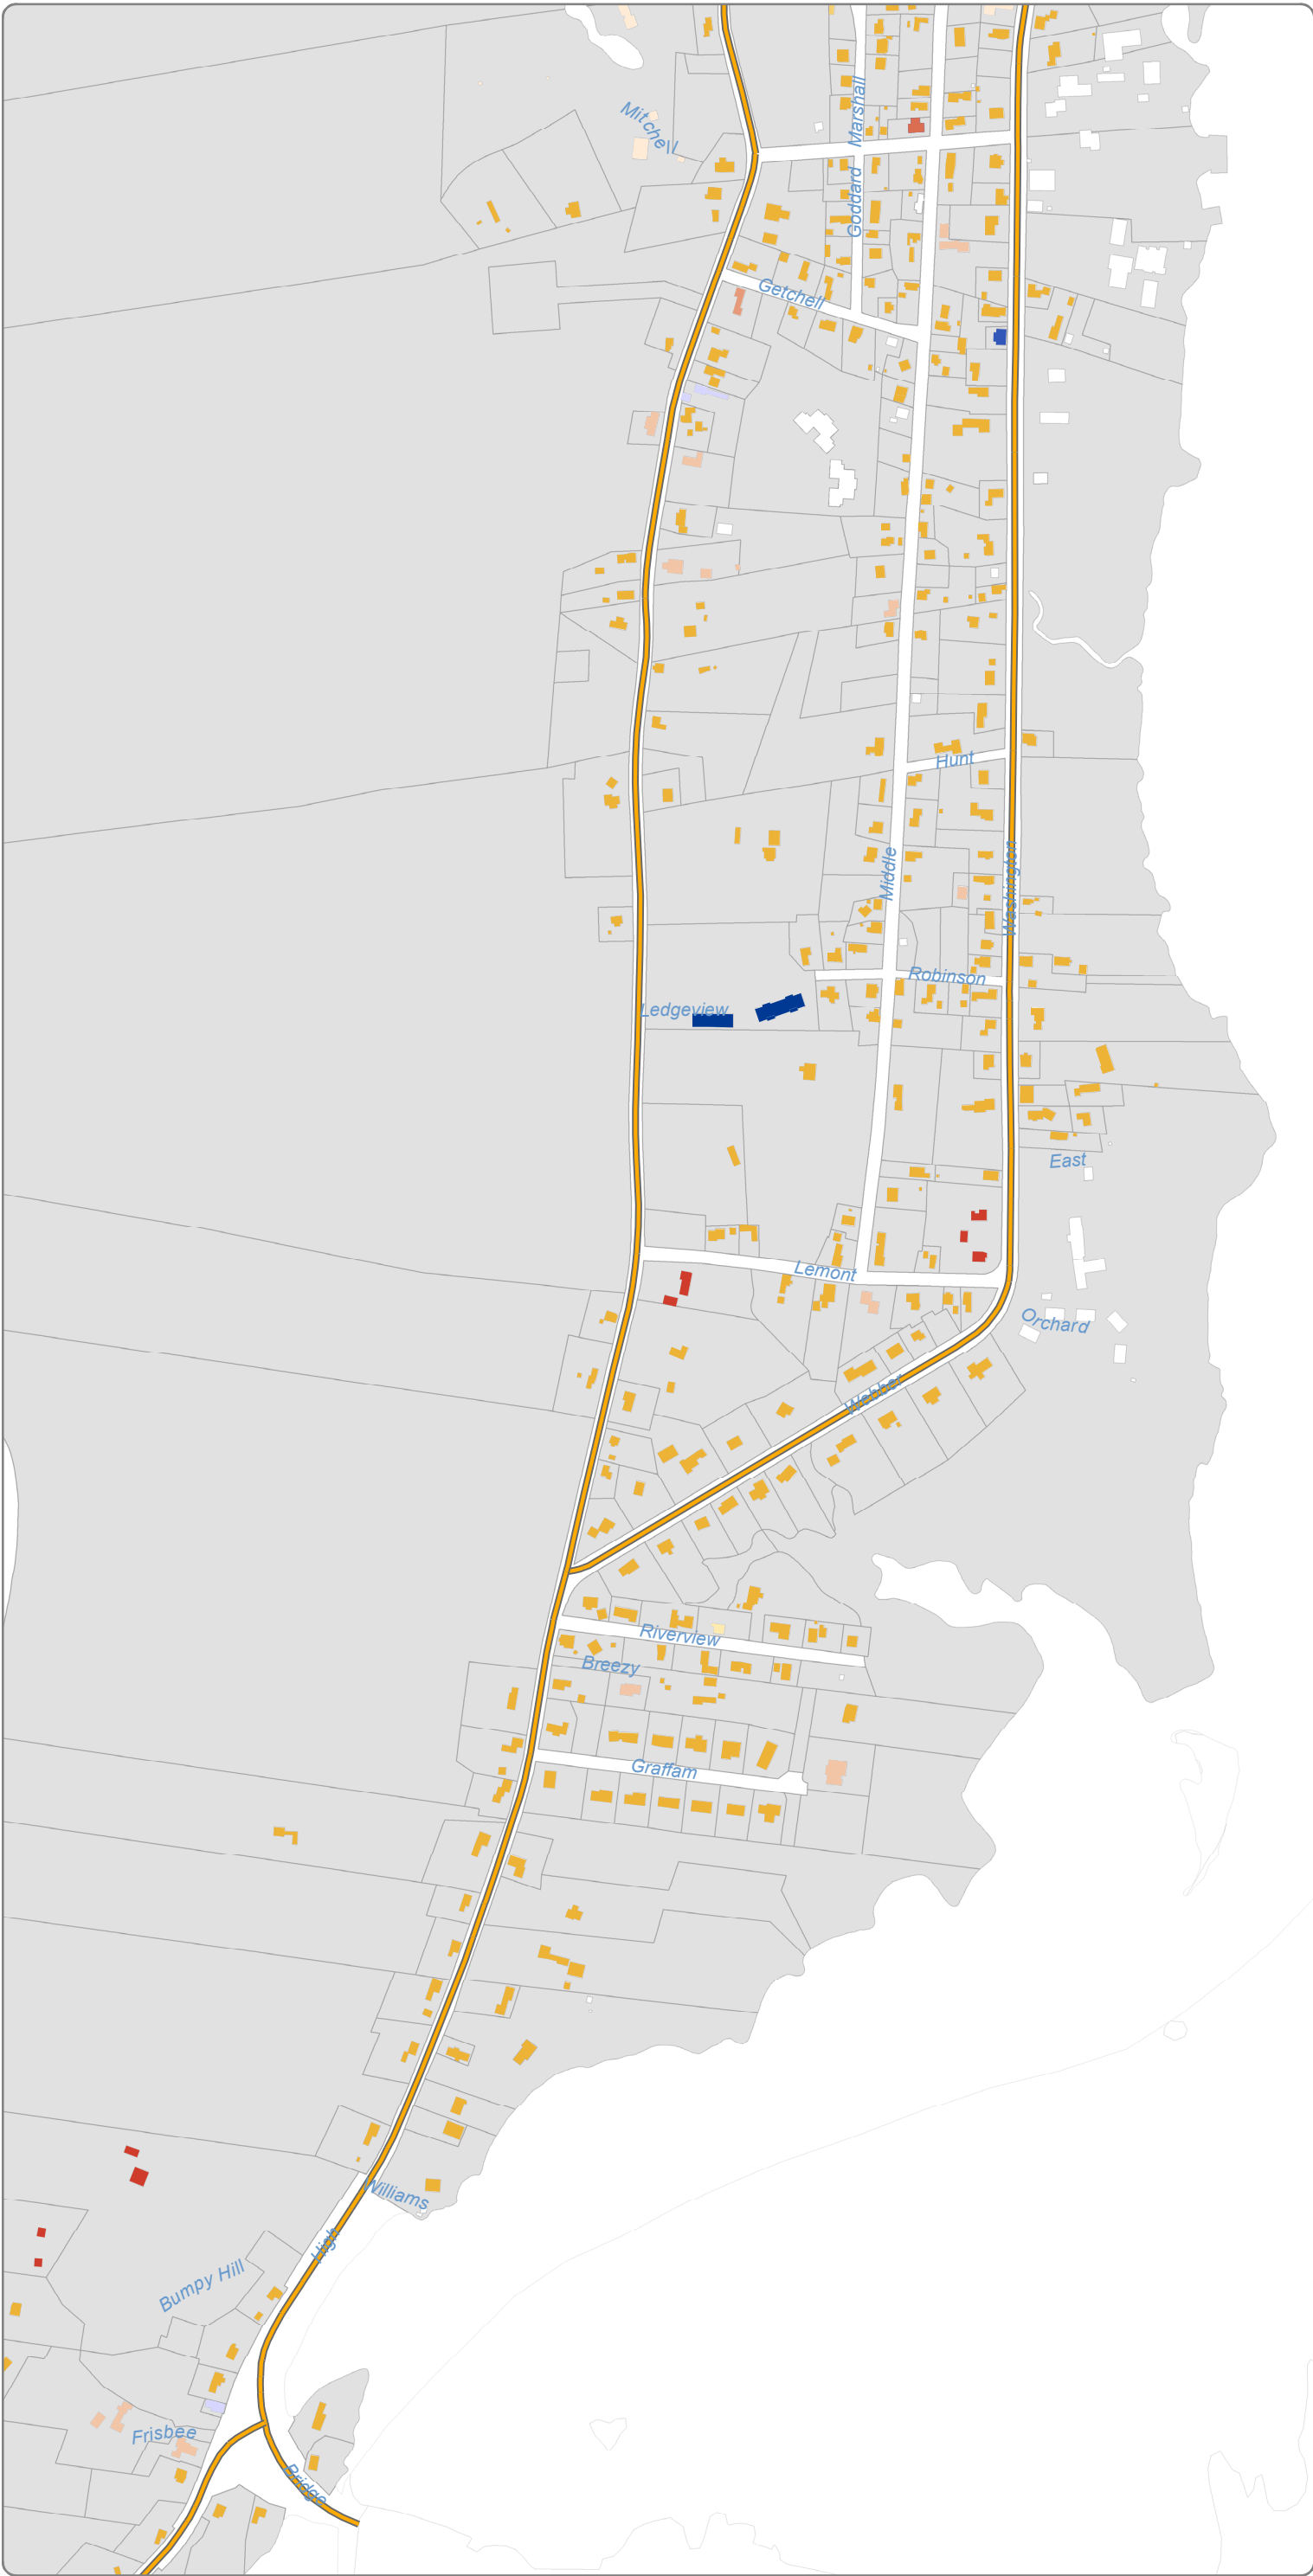 Marshall
Mitchell
Goddard
Getchell
Hunt
Middle
Washington
Robinson
Ledgeview
East
Lemont
Orchard
Webber
Riverview
Breezy
Graffam
Williams
High
Bumpy Hill
Frisbee
Bridge